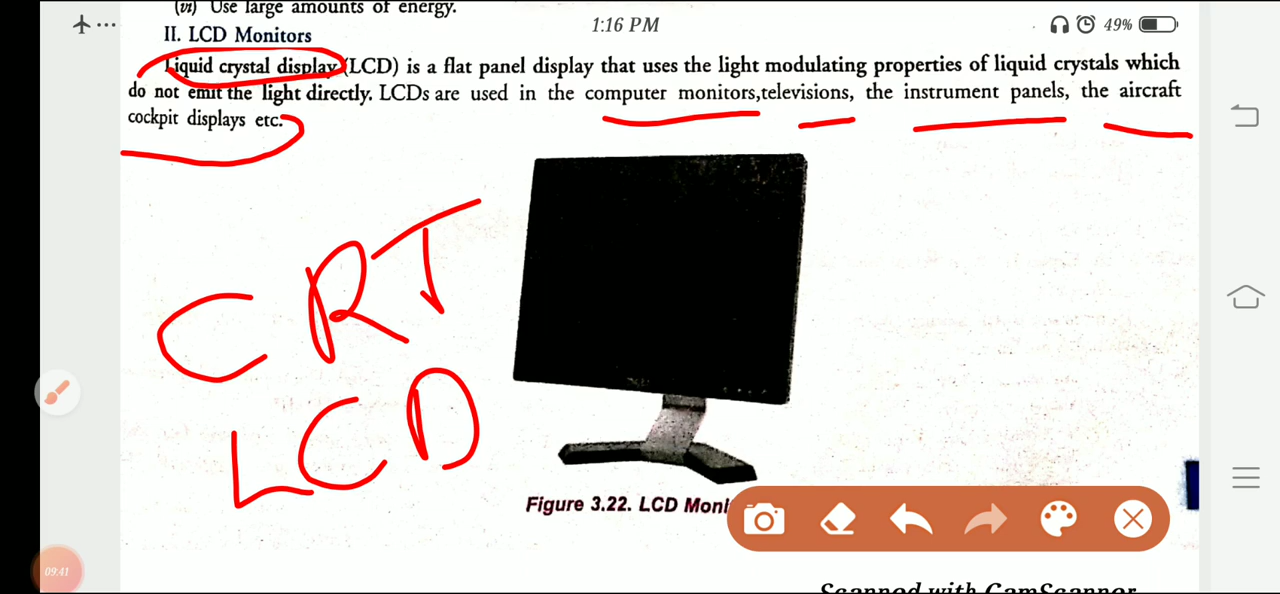 (vi) Use large amounts of energy.
1:16 PM
49%
II. LCD Monitors
Liquid crystal display (LCD) is a flat panel display that uses the light modulating properties of liquid crystals which
do not emit the light directly. LCDs are used in the computer monitors,televisions, the instrument panels, the aircraft
cockpit displays etc.
CRT
LCD
Figure 3.22. LCD Moni
09:41
Scanned with CamScanner